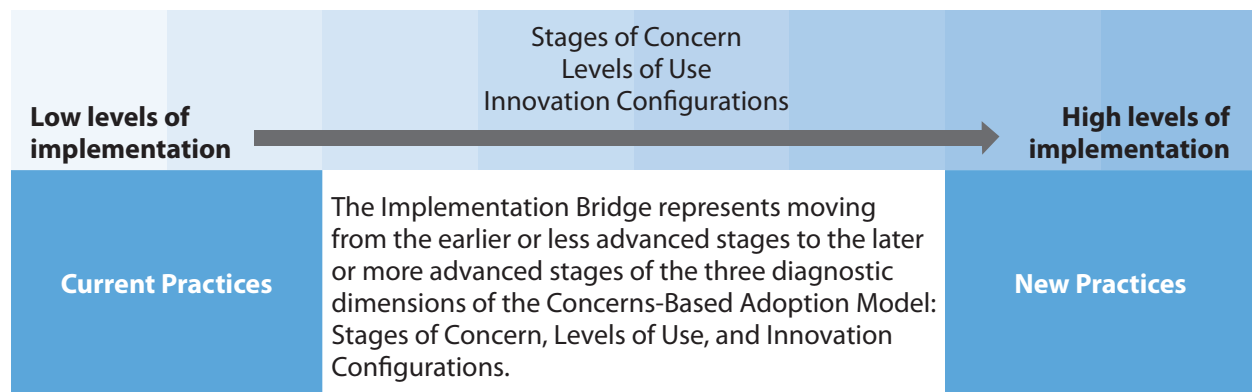 Stages of Concern
Levels of Use
Innovation Configurations
Low levels of
implementation
High levels of
implementation
Current Practices
The Implementation Bridge represents moving
from the earlier or less advanced stages to the later
or more advanced stages of the three diagnostic
dimensions of the Concerns-Based Adoption Model:
Stages of Concern, Levels of Use, and Innovation
Configurations.
New Practices